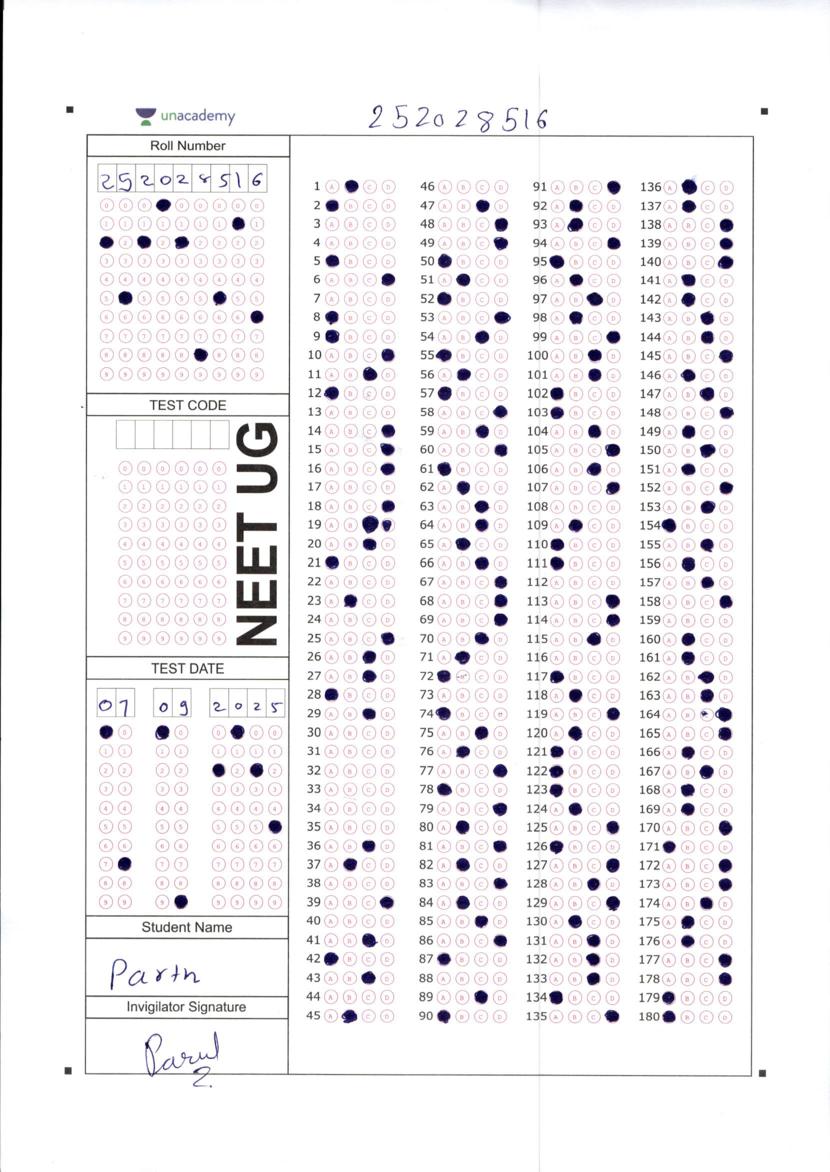 unacademy
252028516
Roll Number
2 5 2 0 2 8 5 1 6
TEST CODE
NEET UG
TEST DATE
07 09 2025
Student Name
Parth
Invigilator Signature
Parul
2.
1 A C D
2 B C D
3 A B C D
4 A B C D
5 B C D
6 A B C
7 A B C D
8 B C D
9 B C D
10 A B C
11 A B D
12 B C D
13 A B C D
14 A B C
15 A B C
16 A B C
17 A B C D
18 A B C
19 A B
20 A B D
21 B C D
22 A B C D
23 A C D
24 A B C D
25 A B C
26 A B D
27 A B D
28 B C D
29 A B D
30 A B C D
31 A B C D
32 A B C D
33 A B C D
34 A B C D
35 A B C D
36 A B D
37 A C D
38 A B C D
39 A B C
40 A B C D
41 A B D
42 B C D
43 A B D
44 A B C D
45 A C D
46 A B C D
47 A B D
48 A B C
49 A B C
50 B C D
51 A C D
52 B C D
53 A B C
54 A B D
55 B C D
56 A C D
57 B C D
58 A B C
59 A B D
60 A B C
61 B C D
62 A C D
63 A B D
64 A B D
65 A C D
66 A B D
67 A B C
68 A B C
69 A B C
70 A B D
71 A C D
72 C D
73 A B C D
74 B C D
75 A B D
76 A C D
77 A B C
78 B C D
79 A B C
80 A C D
81 A B C
82 A C D
83 A B C
84 A C D
85 A B D
86 A B C
87 B C D
88 A B C D
89 A B D
90 B C D
91 A B C
92 A C D
93 A C D
94 A B C
95 B C D
96 A C D
97 A B D
98 A C D
99 A B C
100 A B D
101 A B D
102 B C D
103 B C D
104 A B D
105 A B C
106 A B D
107 A B C
108 A B C D
109 A C D
110 B C D
111 B C D
112 A B C D
113 A B C
114 A B C
115 A B D
116 A B C D
117 B C D
118 A C D
119 A B C
120 A C D
121 B C D
122 B C D
123 B C D
124 A C D
125 A B C
126 B C D
127 A B C
128 A B D
129 A B C
130 A C D
131 A B D
132 A B D
133 A B D
134 B C D
135 A B C
136 A C D
137 A C D
138 A B C
139 A B C
140 A B C
141 A C D
142 A C D
143 A B D
144 A B D
145 A B C
146 A C D
147 A B D
148 A B C
149 A C D
150 A B D
151 A C D
152 A B C
153 A B D
154 B C D
155 A B D
156 A C D
157 A B D
158 A B C
159 A B C D
160 A C D
161 A C D
162 A B D
163 A B D
164 A B
165 A B C
166 A C D
167 A B D
168 A C D
169 A C D
170 A B C
171 B C D
172 A B C
173 A B C
174 A B D
175 A C D
176 A C D
177 A B C
178 A B C
179 B C D
180 B C D